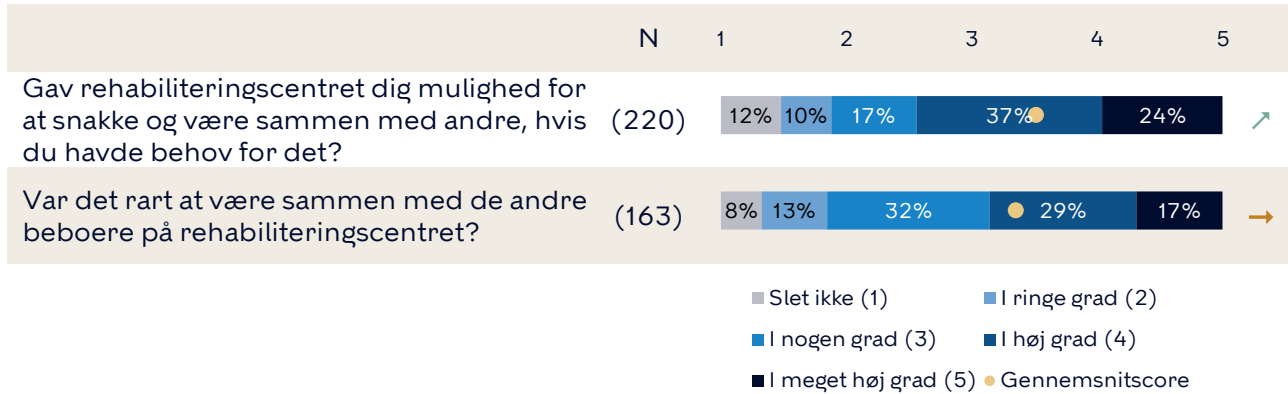 N 1 2 3 4 5
Gav rehabiliteringscentret dig mulighed for
at snakke og være sammen med andre, hvis
du havde behov for det?
(220) 12% 10% 17% 37% 24%
Var det rart at være sammen med de andre
beboere på rehabiliteringscentret?
(163) 8% 13% 32% 29% 17%
Slet ikke (1) I ringe grad (2)
I nogen grad (3) I høj grad (4)
I meget høj grad (5) Gennemsnitscore